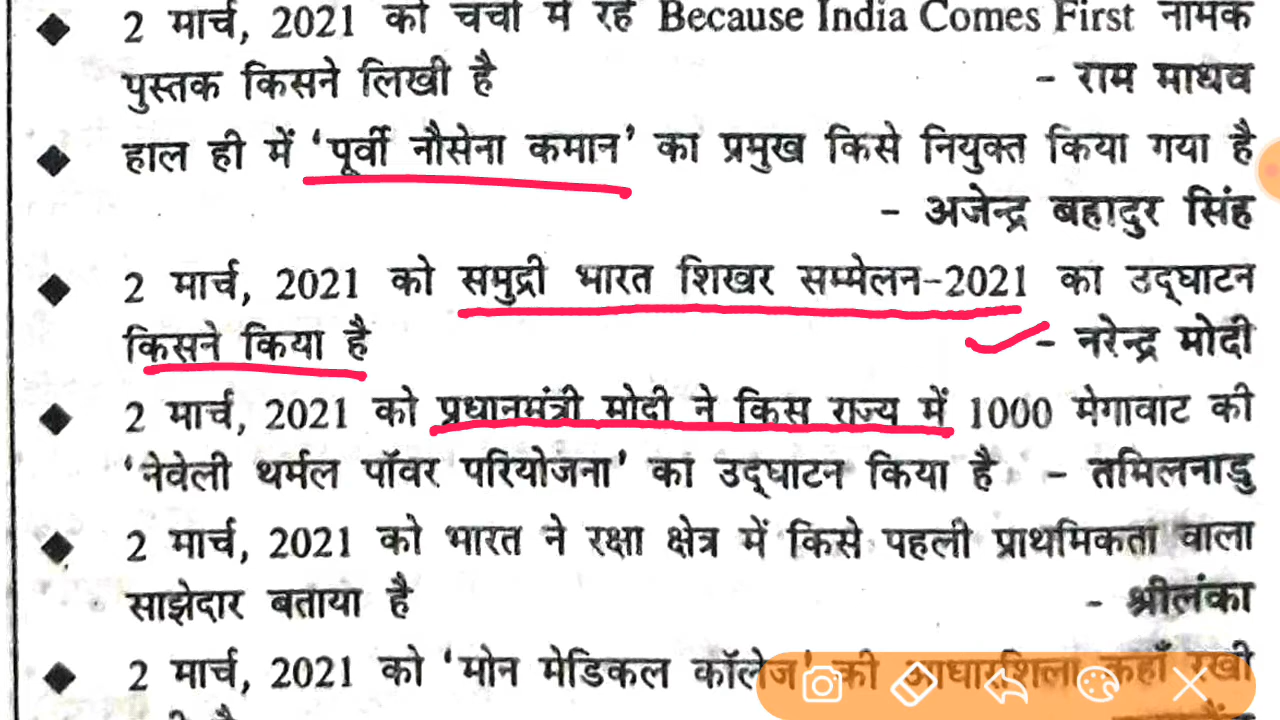 ◆ 2 मार्च, 2021 को चर्चा में रहे Because India Comes First नामक
पुस्तक किसने लिखी है - राम माधव
◆ हाल ही में ‘पूर्वी नौसेना कमान’ का प्रमुख किसे नियुक्त किया गया है
- अजेन्द्र बहादुर सिंह
◆ 2 मार्च, 2021 को समुद्री भारत शिखर सम्मेलन-2021 का उद्घाटन
किसने किया है - नरेन्द्र मोदी
◆ 2 मार्च, 2021 को प्रधानमंत्री मोदी ने किस राज्य में 1000 मेगावाट की
‘नेवेली थर्मल पॉवर परियोजना’ का उद्घाटन किया है - तमिलनाडु
◆ 2 मार्च, 2021 को भारत ने रक्षा क्षेत्र में किसे पहली प्राथमिकता वाला
साझेदार बताया है - श्रीलंका
◆ 2 मार्च, 2021 को ‘मोन मेडिकल कॉलेज’ की आधारशिला कहाँ रखी